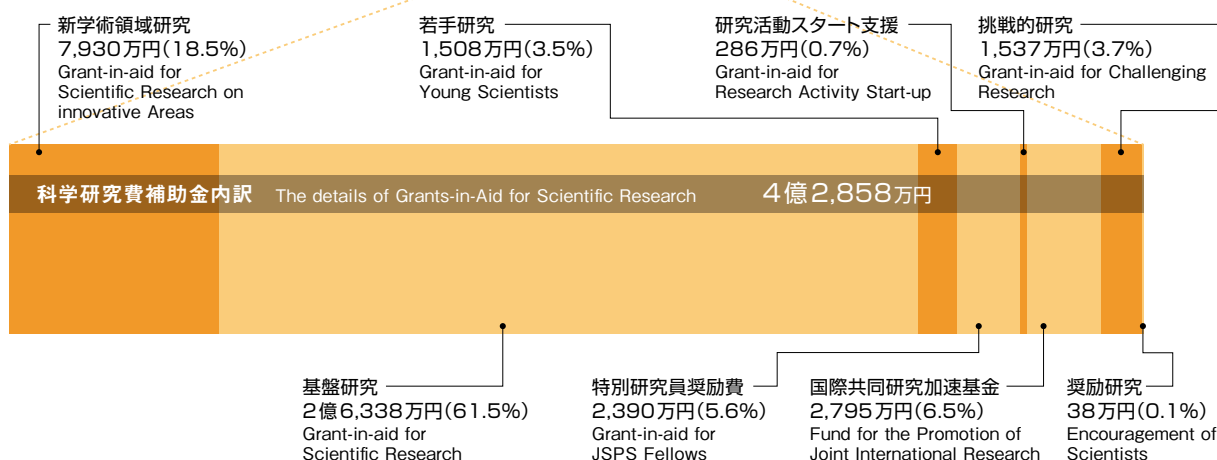 新学術領域研究
7,930万円(18.5%)
Grant-in-aid for
Scientific Research on
innovative Areas
若手研究
1,508万円(3.5%)
Grant-in-aid for
Young Scientists
研究活動スタート支援
286万円(0.7%)
Grant-in-aid for
Research Activity Start-up
挑戦的研究
1,537万円(3.7%)
Grant-in-aid for Challenging
Research
科学研究費補助金内訳 The details of Grants-in-Aid for Scientific Research 4億2,858万円
基盤研究
2億6,338万円(61.5%)
Grant-in-aid for
Scientific Research
特別研究員奨励費
2,390万円(5.6%)
Grant-in-aid for
JSPS Fellows
国際共同研究加速基金
2,795万円(6.5%)
Fund for the Promotion of
Joint International Research
奨励研究
38万円(0.1%)
Encouragement of
Scientists